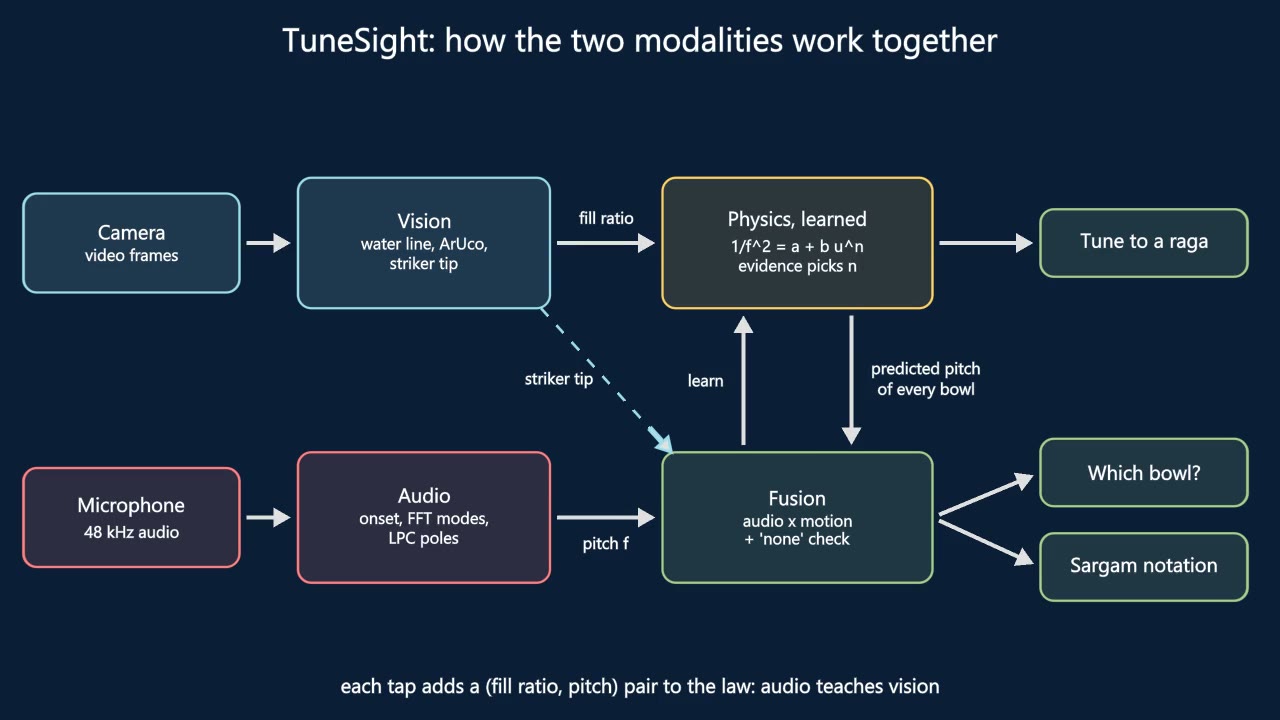 TuneSight: how the two modalities work together
Camera
video frames
Vision
water line, ArUco,
striker tip
fill ratio
Physics, learned
1/f^2 = a + b u^n
evidence picks n
Tune to a raga
striker tip
learn
predicted pitch
of every bowl
Microphone
48 kHz audio
Audio
onset, FFT modes,
LPC poles
pitch f
Fusion
audio x motion
+ 'none' check
Which bowl?
Sargam notation
each tap adds a (fill ratio, pitch) pair to the law: audio teaches vision